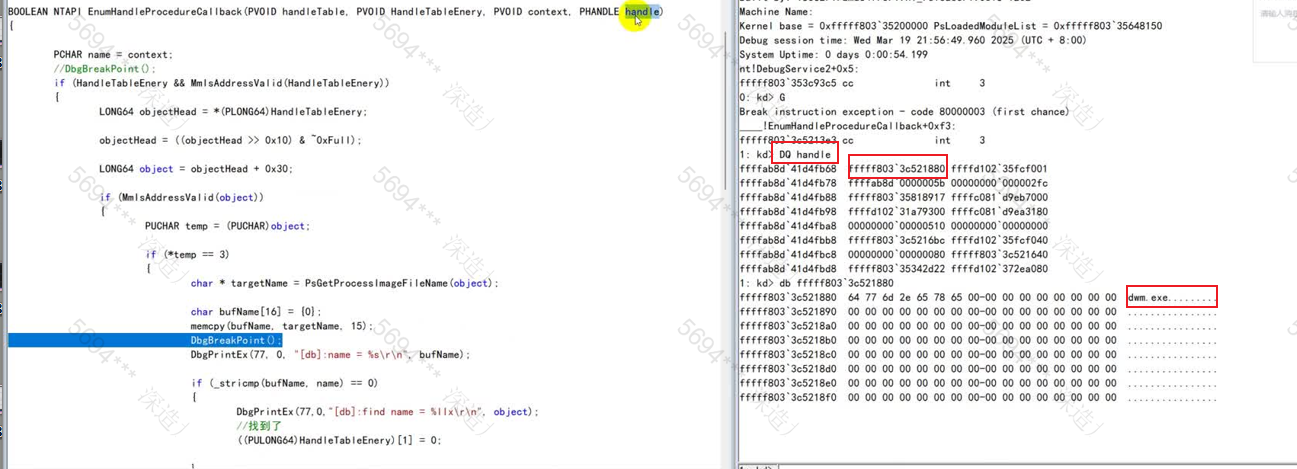 BOOLEAN NTAPI EnumHandleProcedureCallback(PVOID handleTable, PVOID HandleTableEnery, PVOID context, PHANDLE handle)
{
PCHAR name = context;
//DbgBreakPoint();
if (HandleTableEnery && MmIsAddressValid(HandleTableEnery))
{
LONG64 objectHead = *(PLONG64)HandleTableEnery;
objectHead = ((objectHead >> 0x10) & ~0xFull);
LONG64 object = objectHead + 0x30;
if (MmIsAddressValid(object))
{
PUCHAR temp = (PUCHAR)object;
if (*temp == 3)
{
char * targetName = PsGetProcessImageFileName(object);
char bufName[16] = {0};
memcpy(bufName, targetName, 15);
DbgBreakPoint();
DbgPrintEx(77, 0, "[db]:name = %s\r\n", bufName);
if (_stricmp(bufName, name) == 0)
{
DbgPrintEx(77,0,"[db]:find name = %llx\r\n", object);
//找到了
((PULONG64)HandleTableEnery)[1] = 0;
Machine Name:
Kernel base = 0xfffff803`35200000 PsLoadedModuleList = 0xfffff803`35648150
Debug session time: Wed Mar 19 21:56:49.960 2025 (UTC + 8:00)
System Uptime: 0 days 0:00:54.199
nt!DebugService2+0x5:
fffff803`353c93c5 cc int 3
0: kd> G
Break instruction exception - code 80000003 (first chance)
____!EnumHandleProcedureCallback+0xf3:
fffff803`3c5213e3 cc int 3
1: kd> DQ handle
ffffab8d`41d4fb68 fffff803`3c521880 ffffd102`35fcf001
ffffab8d`41d4fb78 ffffab8d`0000005b 00000000`000002fc
ffffab8d`41d4fb88 fffff803`35818917 ffffc081`d9eb7000
ffffab8d`41d4fb98 ffffd102`31a79300 ffffc081`d9ea3180
ffffab8d`41d4fba8 00000000`00000510 00000000`00000000
ffffab8d`41d4fbb8 fffff803`3c5216bc ffffd102`35fcf040
ffffab8d`41d4fbc8 00000000`00000080 fffff803`3c521640
ffffab8d`41d4fbd8 fffff803`35342d22 ffffd102`372ea080
1: kd> db fffff803`3c521880
fffff803`3c521880 64 77 6d 2e 65 78 65 00-00 00 00 00 00 00 00 00 dwm.exe.........
fffff803`3c521890 00 00 00 00 00 00 00 00-00 00 00 00 00 00 00 00 ................
fffff803`3c5218a0 00 00 00 00 00 00 00 00-00 00 00 00 00 00 00 00 ................
fffff803`3c5218b0 00 00 00 00 00 00 00 00-00 00 00 00 00 00 00 00 ................
fffff803`3c5218c0 00 00 00 00 00 00 00 00-00 00 00 00 00 00 00 00 ................
fffff803`3c5218d0 00 00 00 00 00 00 00 00-00 00 00 00 00 00 00 00 ................
fffff803`3c5218e0 00 00 00 00 00 00 00 00-00 00 00 00 00 00 00 00 ................
fffff803`3c5218f0 00 00 00 00 00 00 00 00-00 00 00 00 00 00 00 00 ................